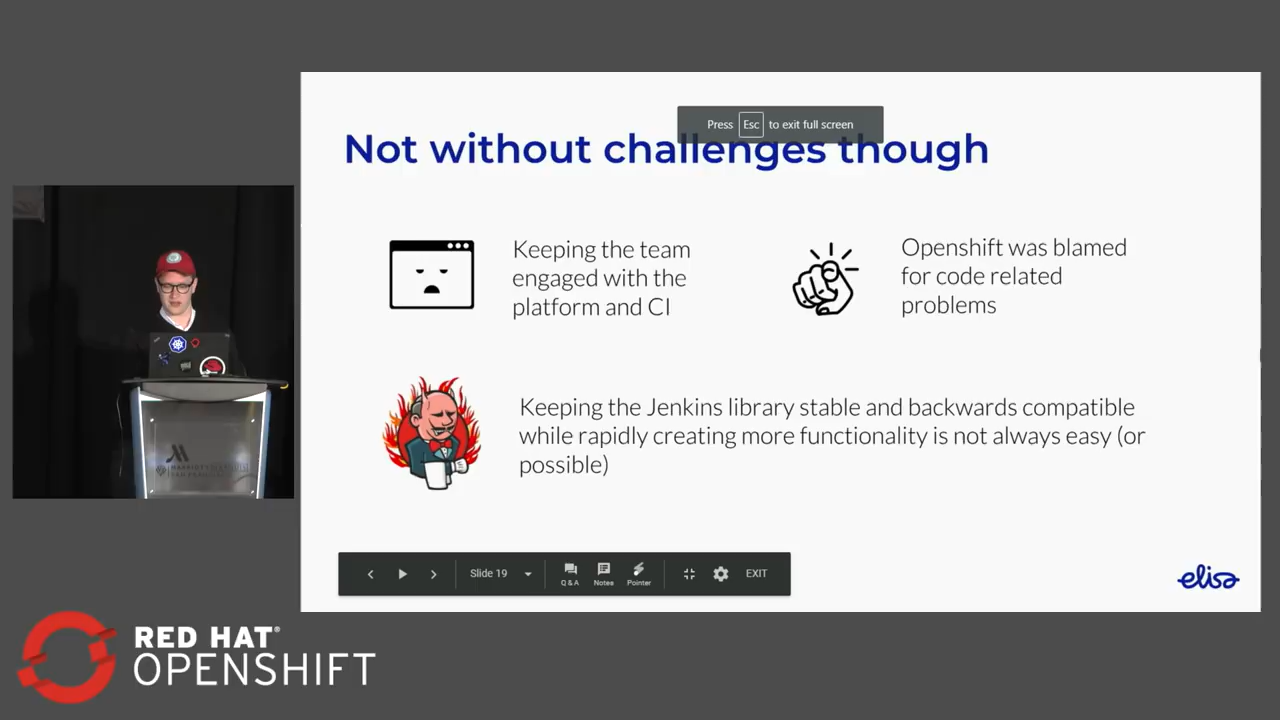 Press Esc to exit full screen
Not without challenges though
Keeping the team
engaged with the
platform and CI
Openshift was blamed
for code related
problems
Keeping the Jenkins library stable and backwards compatible
while rapidly creating more functionality is not always easy (or
possible)
Slide 19
Q & A
Notes
Pointer
EXIT
elisa
MARRIOTT
RED HAT®
OPENSHIFT